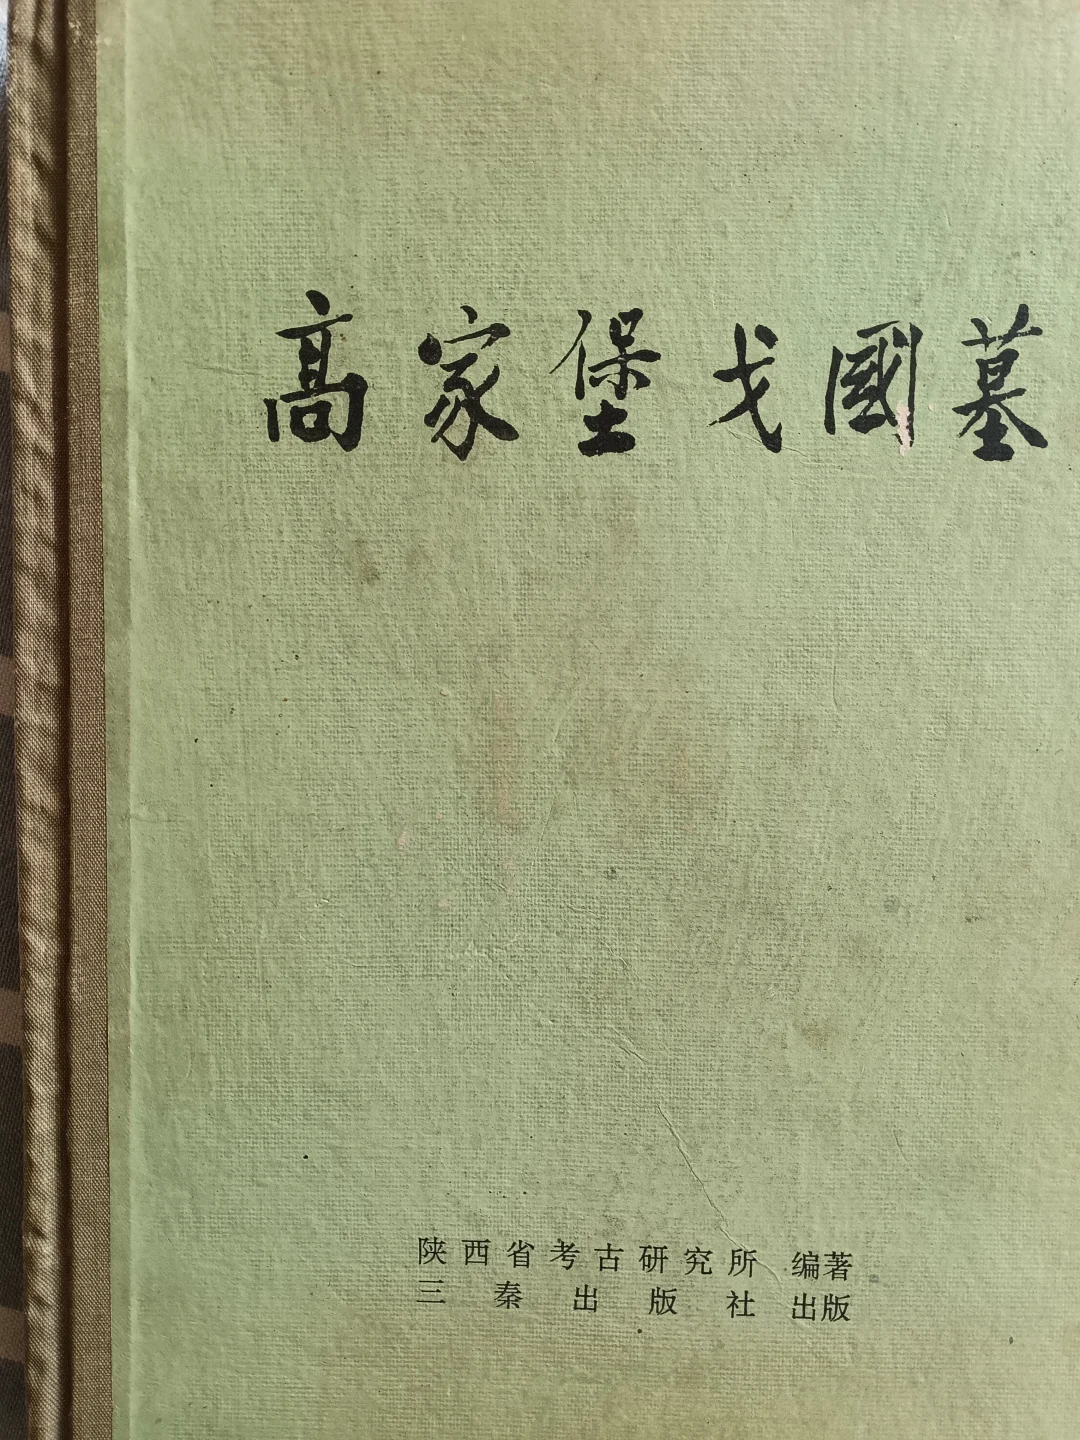 高家堡戈國墓
陕西省考古研究所 编著
三秦出版社 出版